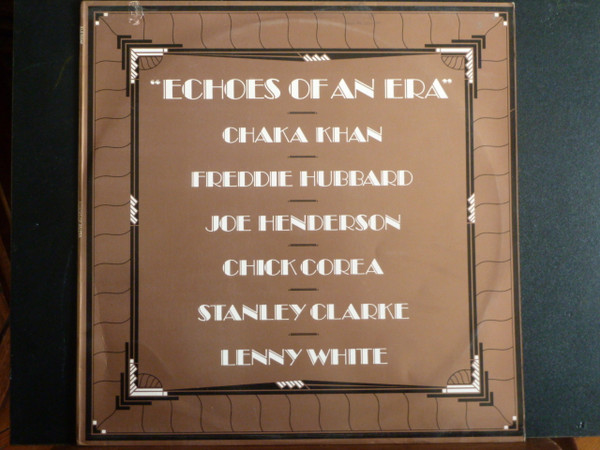 "ECHOES OF AN ERA"
CHAKA KHAN
FREDDIE HUBBARD
JOE HENDERSON
CHICK COREA
STANLEY CLARKE
LENNY WHITE